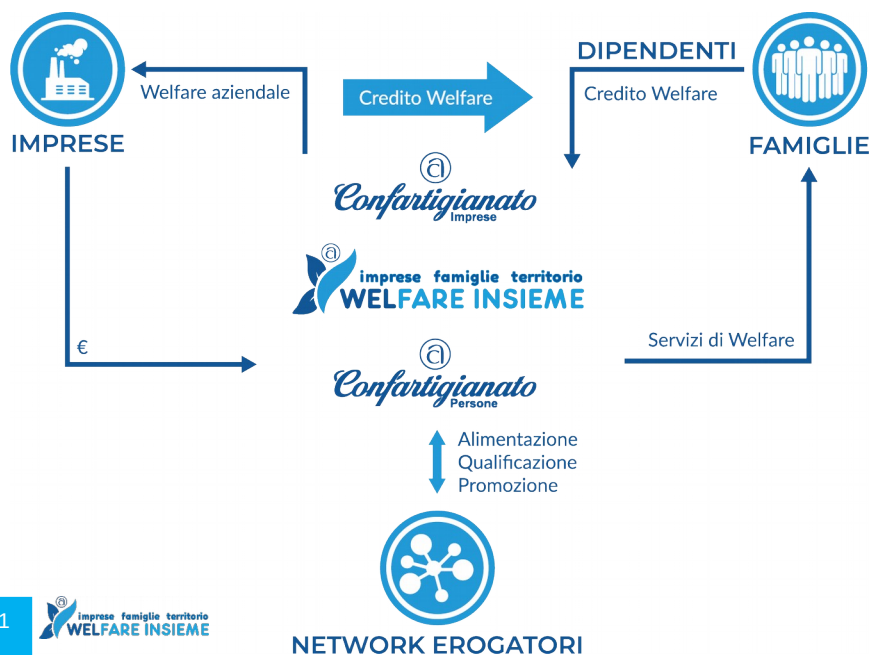 DIPENDENTI
Welfare aziendale
Credito Welfare
Credito Welfare
IMPRESE
FAMIGLIE
@
Confartigianato
Imprese
@
imprese famiglie territorio
WELFARE INSIEME
€
Servizi di Welfare
@
Confartigianato
Persone
Alimentazione
Qualificazione
Promozione
NETWORK EROGATORI
1
@
imprese famiglie territorio
WELFARE INSIEME